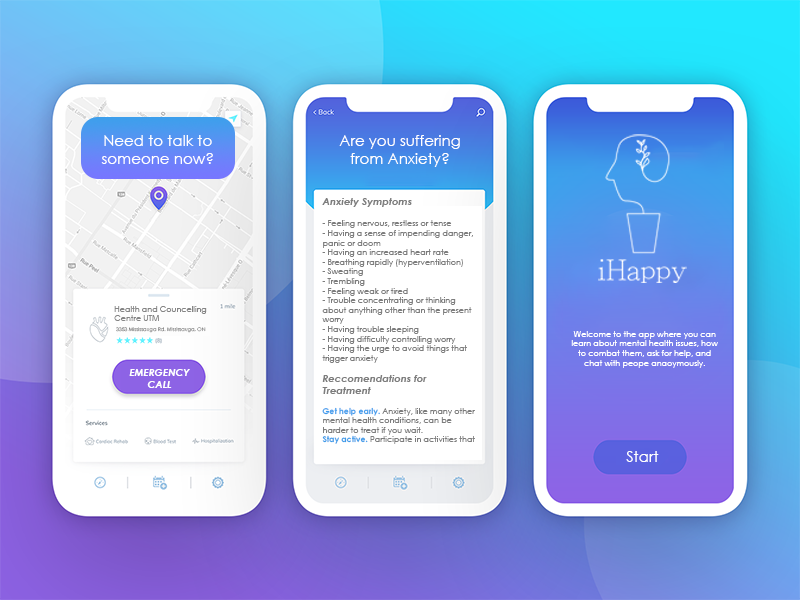 Need to talk to
someone now?
Rue Metcalfe
Rue Mansfield
Rue Peel
Health and Councelling
Centre UTM
1 mile
3353 Mississauga Rd, Mississauga, ON
(8)
EMERGENCY
CALL
Services
Cardiac Rehab
Blood Test
Hospitalization
< Back
Are you suffering
from Anxiety?
Anxiety Symptoms
- Feeling nervous, restless or tense
- Having a sense of impending danger,
panic or doom
- Having an increased heart rate
- Breathing rapidly (hyperventilation)
- Sweating
- Trembling
- Feeling weak or tired
- Trouble concentrating or thinking
about anything other than the present
worry
- Having trouble sleeping
- Having difficulty controlling worry
- Having the urge to avoid things that
trigger anxiety
Reccomendations for
Treatment
Get help early. Anxiety, like many other
mental health conditions, can be
harder to treat if you wait.
Stay active. Participate in activities that
iHappy
Welcome to the app where you can
learn about mental health issues, how
to combat them, ask for help, and
chat with peope anaoymously.
Start